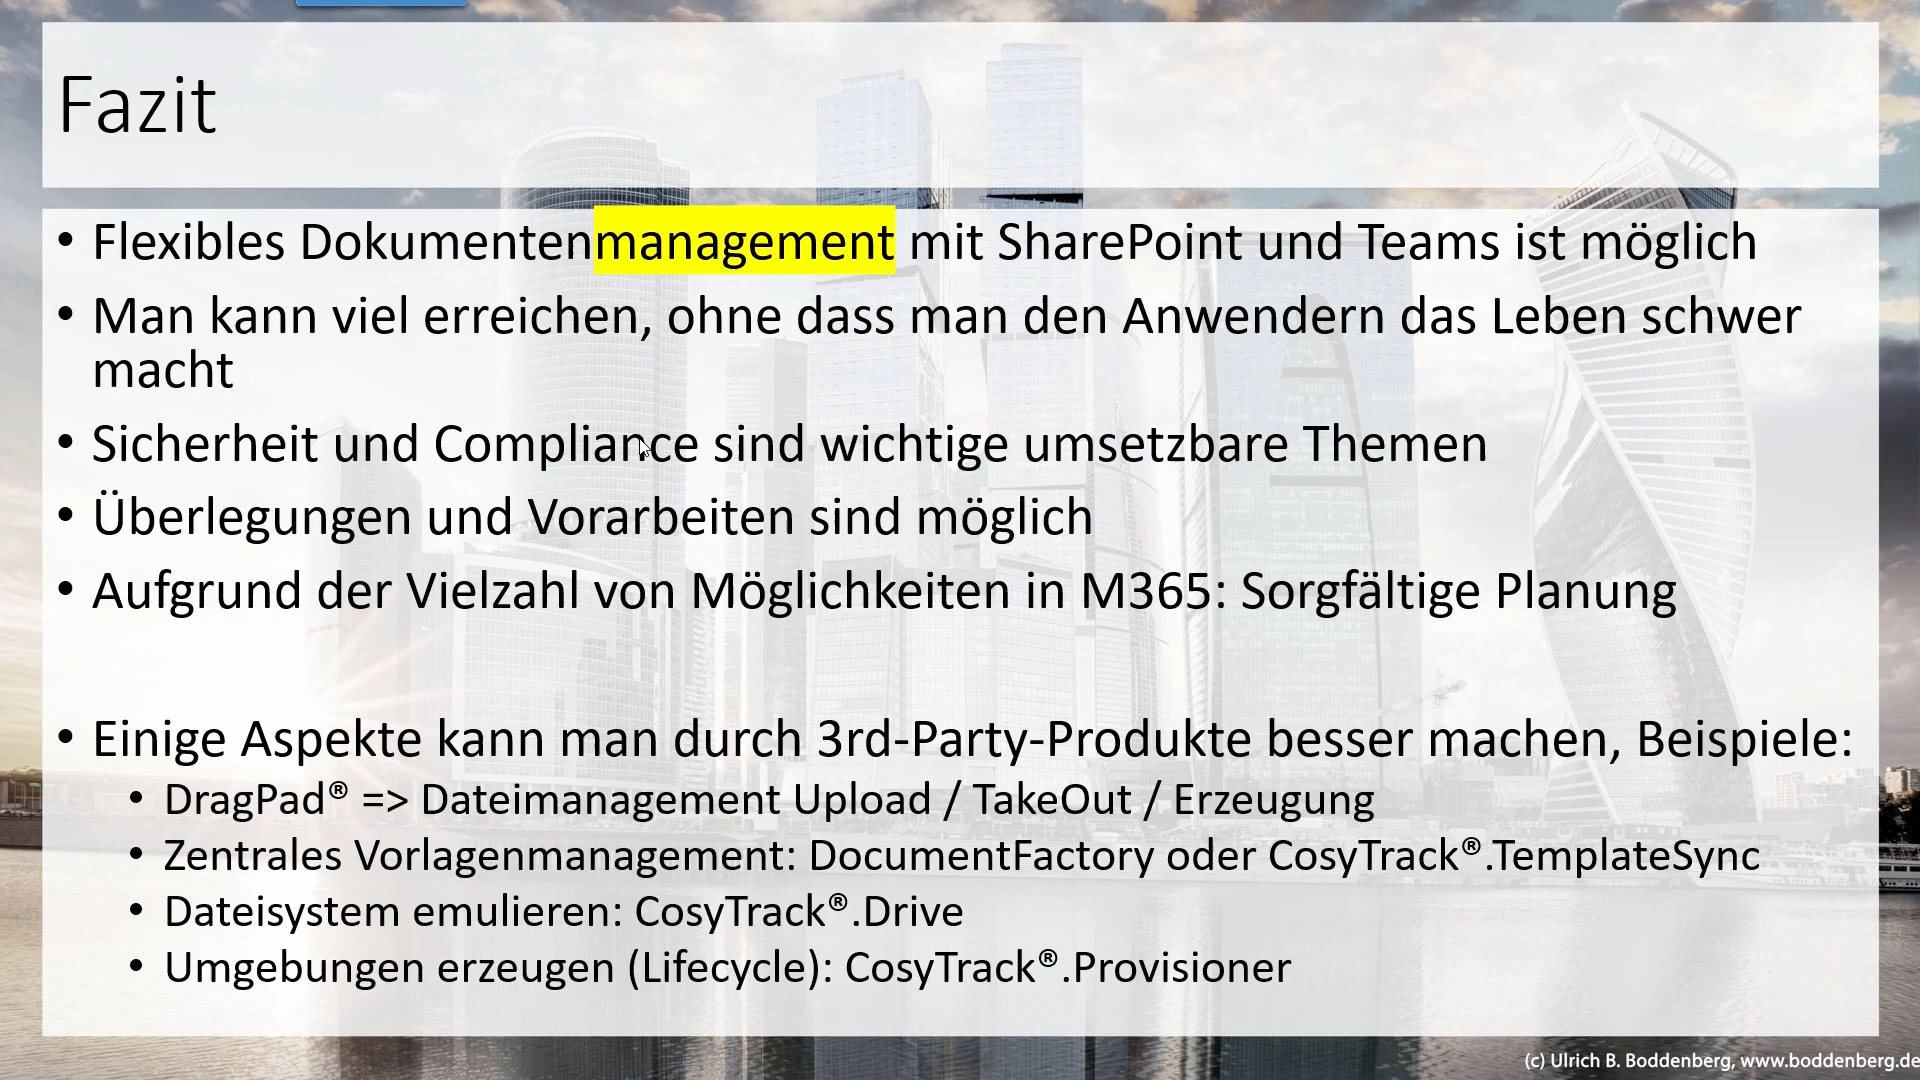 Fazit
• Flexibles Dokumentenmanagement mit SharePoint und Teams ist möglich
• Man kann viel erreichen, ohne dass man den Anwendern das Leben schwer
macht
• Sicherheit und Compliance sind wichtige umsetzbare Themen
• Überlegungen und Vorarbeiten sind möglich
• Aufgrund der Vielzahl von Möglichkeiten in M365: Sorgfältige Planung
• Einige Aspekte kann man durch 3rd-Party-Produkte besser machen, Beispiele:
• DragPad® => Dateimanagement Upload / TakeOut / Erzeugung
• Zentrales Vorlagenmanagement: DocumentFactory oder CosyTrack®.TemplateSync
• Dateisystem emulieren: CosyTrack®.Drive
• Umgebungen erzeugen (Lifecycle): CosyTrack®.Provisioner
(c) Ulrich B. Boddenberg, www.boddenberg.de